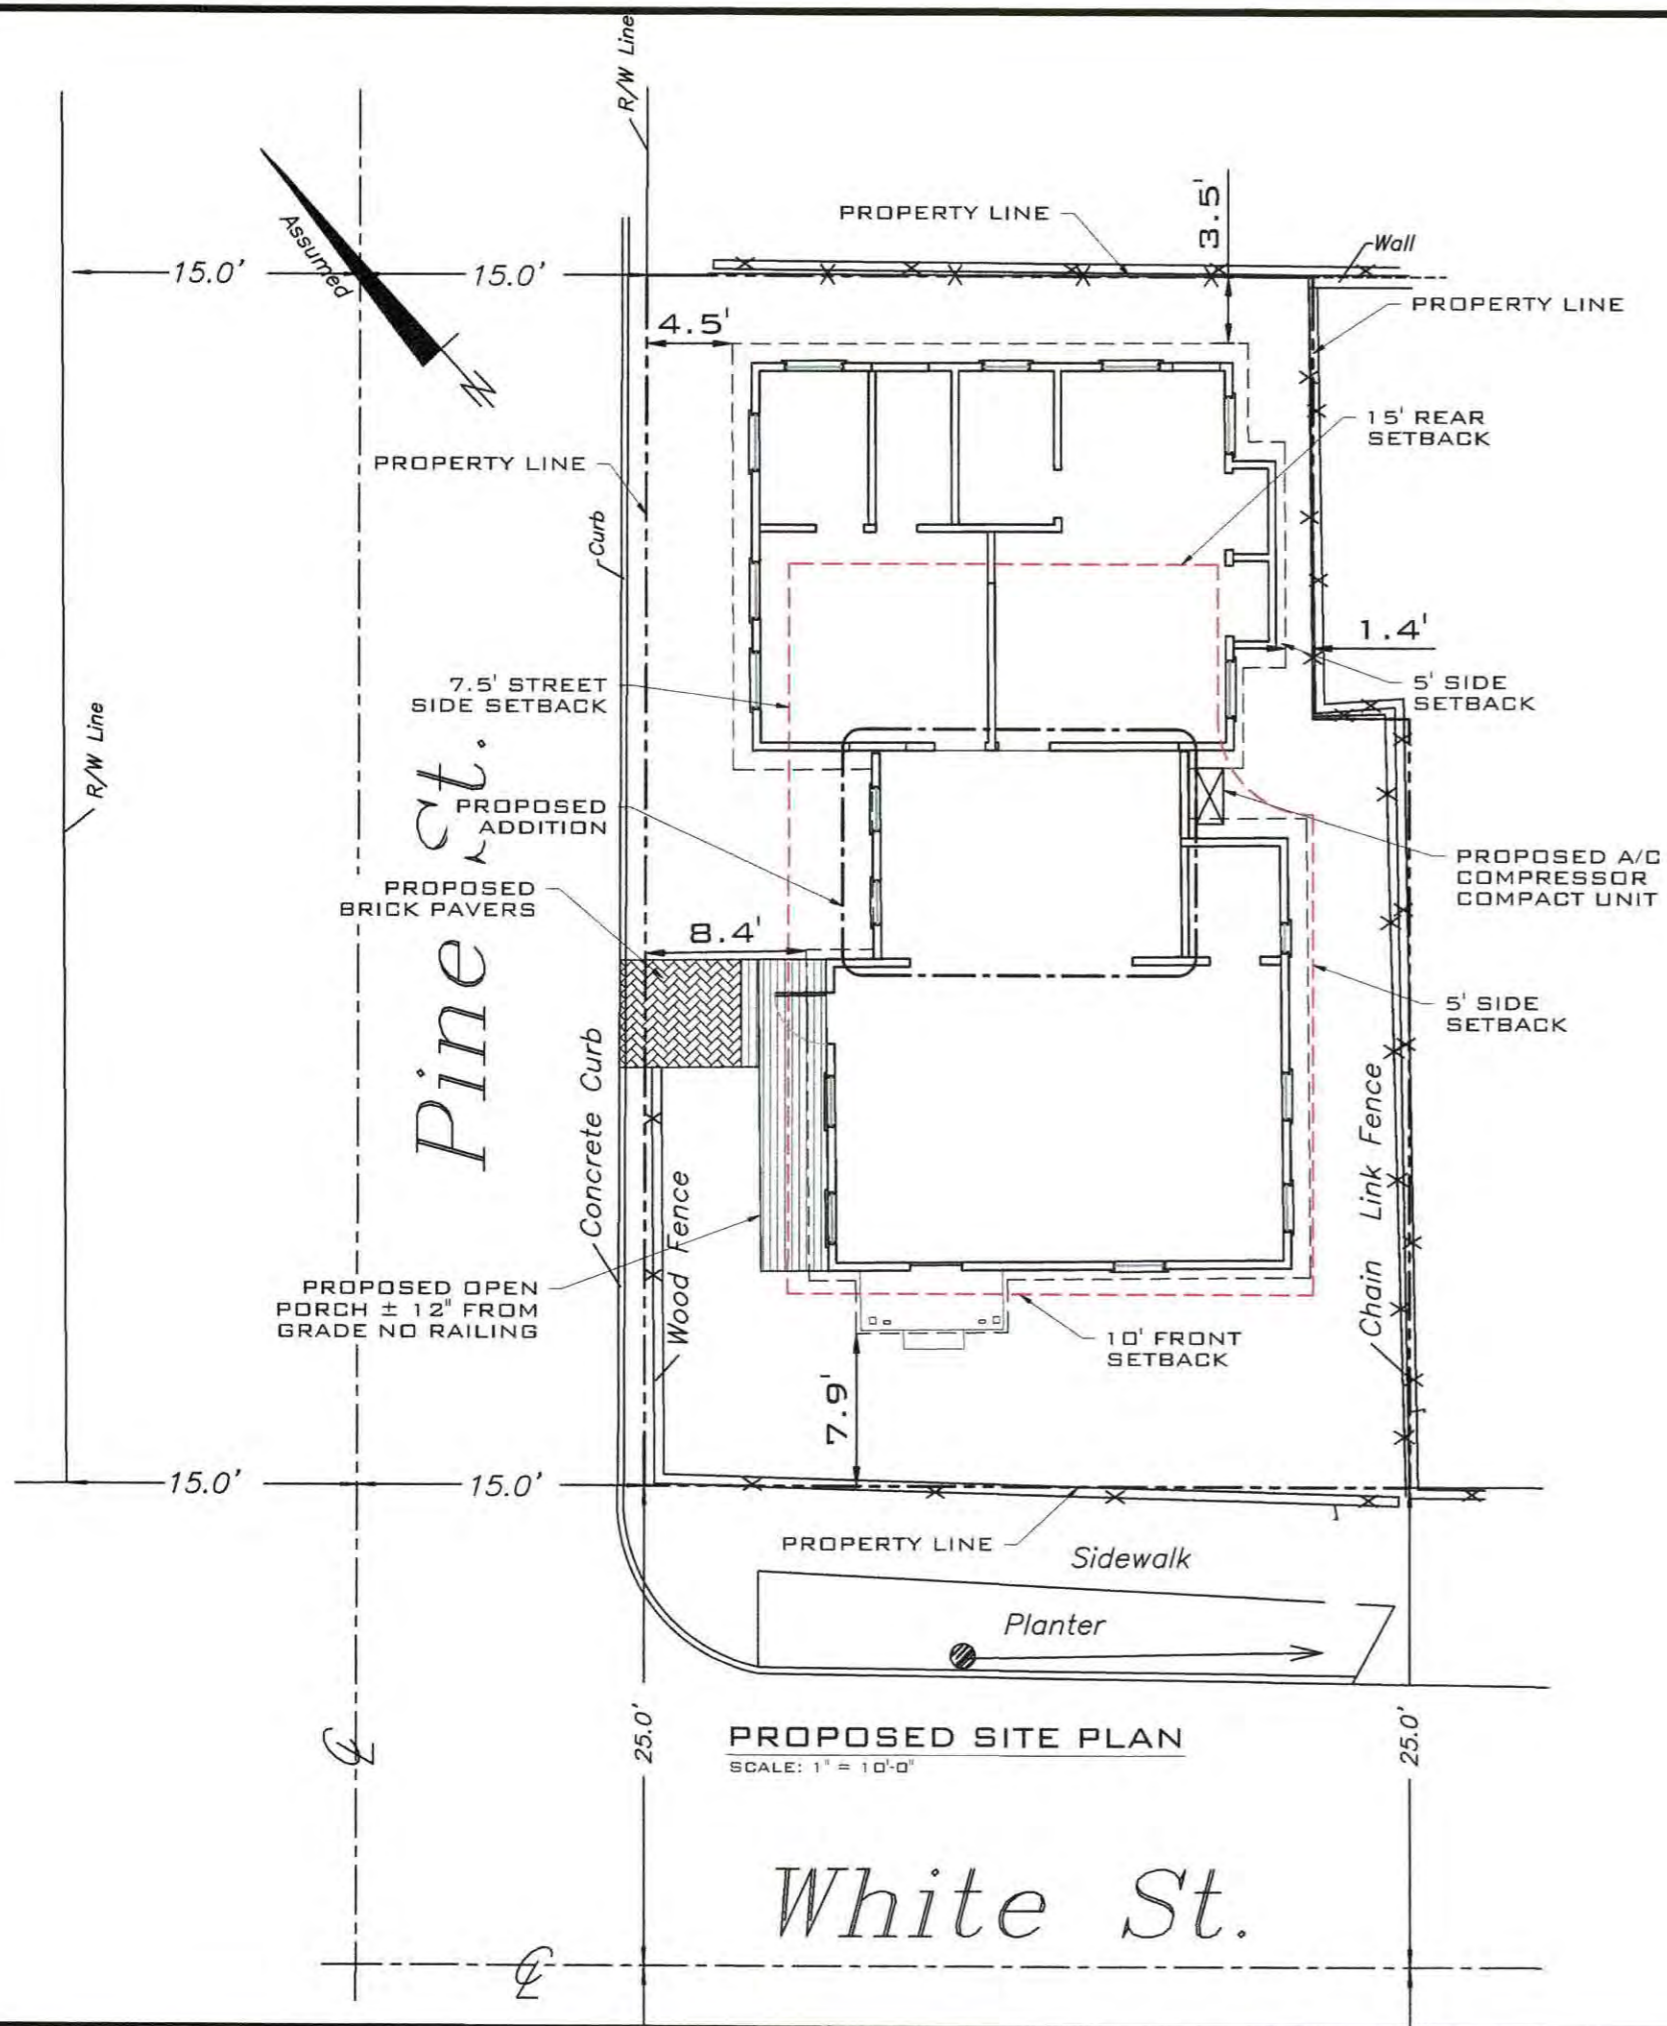 R/W Line
PROPERTY LINE
3.5'
Wall
15.0'
15.0'
Assumed
N
4.5'
PROPERTY LINE
15' REAR
SETBACK
PROPERTY LINE
Curb
1.4'
7.5' STREET
SIDE SETBACK
5' SIDE
SETBACK
R/W Line
Pine St.
PROPOSED
ADDITION
PROPOSED A/C
COMPRESSOR
COMPACT UNIT
PROPOSED
BRICK PAVERS
8.4'
5' SIDE
SETBACK
Concrete Curb
Wood Fence
Chain Link Fence
PROPOSED OPEN
PORCH ± 12" FROM
GRADE NO RAILING
10' FRONT
SETBACK
7.9'
15.0'
15.0'
PROPERTY LINE
Sidewalk
Planter
25.0'
25.0'
PROPOSED SITE PLAN
SCALE: 1" = 10'-0"
℄
White St.
℄